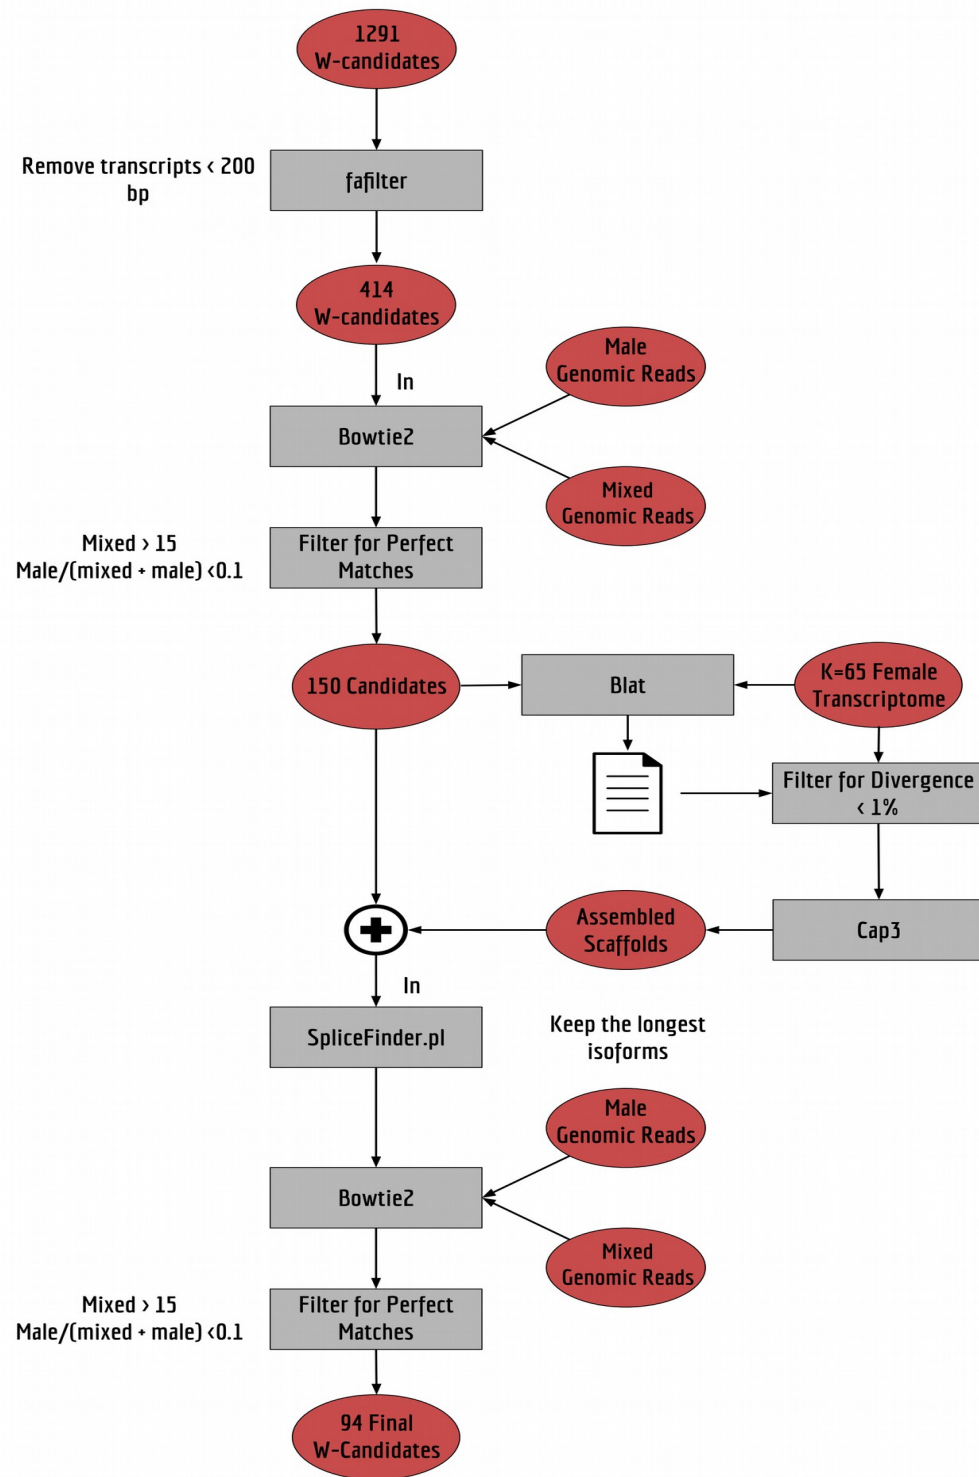 1291
W-candidates
Remove transcripts < 200
bp
fafilter
414
W-candidates
In
Male
Genomic Reads
Bowtie2
Mixed
Genomic Reads
Mixed > 15
Male/(mixed + male) <0.1
Filter for Perfect
Matches
150 Candidates
Blat
K=65 Female
Transcriptome
Filter for Divergence
< 1%
Assembled
Scaffolds
Cap3
In
SpliceFinder.pl
Keep the longest
isoforms
Male
Genomic Reads
Bowtie2
Mixed
Genomic Reads
Mixed > 15
Male/(mixed + male) <0.1
Filter for Perfect
Matches
94 Final
W-Candidates